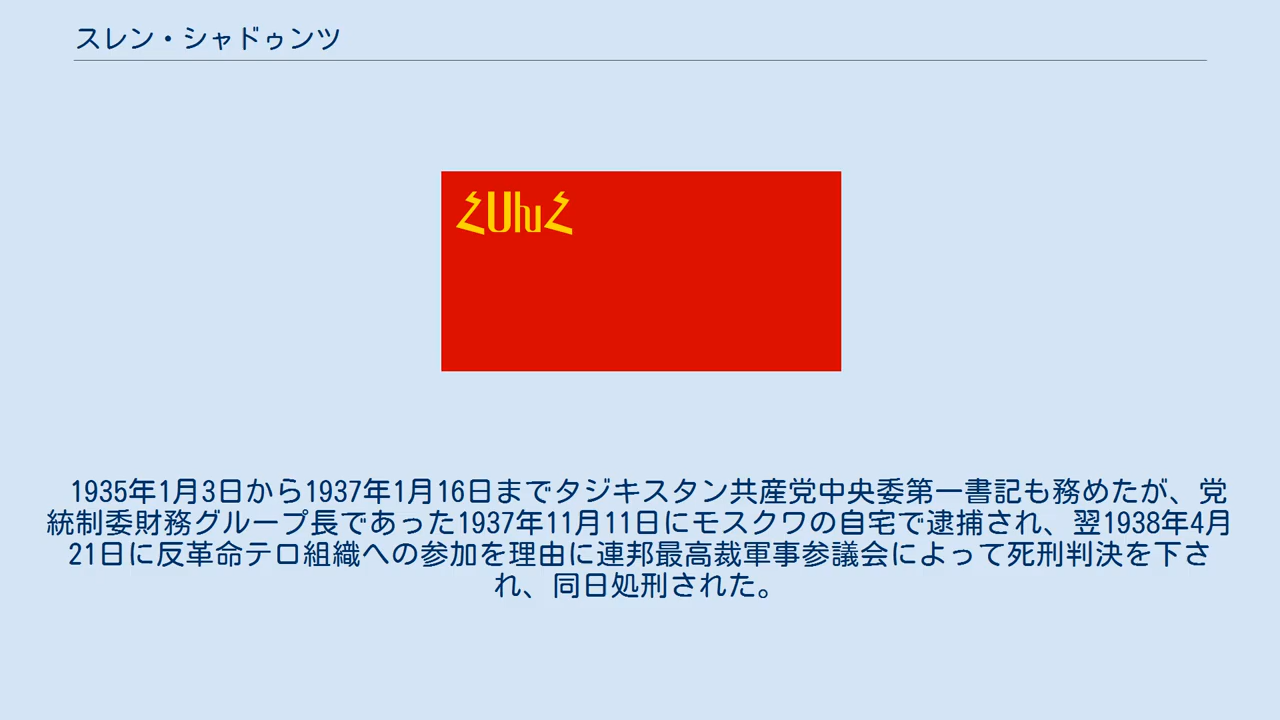 スレン・シャドゥンツ
ՀՍԽՀ
1935年1月3日から1937年1月16日までタジキスタン共産党中央委第一書記も務めたが、党
統制委財務グループ長であった1937年11月11日にモスクワの自宅で逮捕され、翌1938年4月
21日に反革命テロ組織への参加を理由に連邦最高裁軍事参議会によって死刑判決を下さ
れ、同日処刑された。